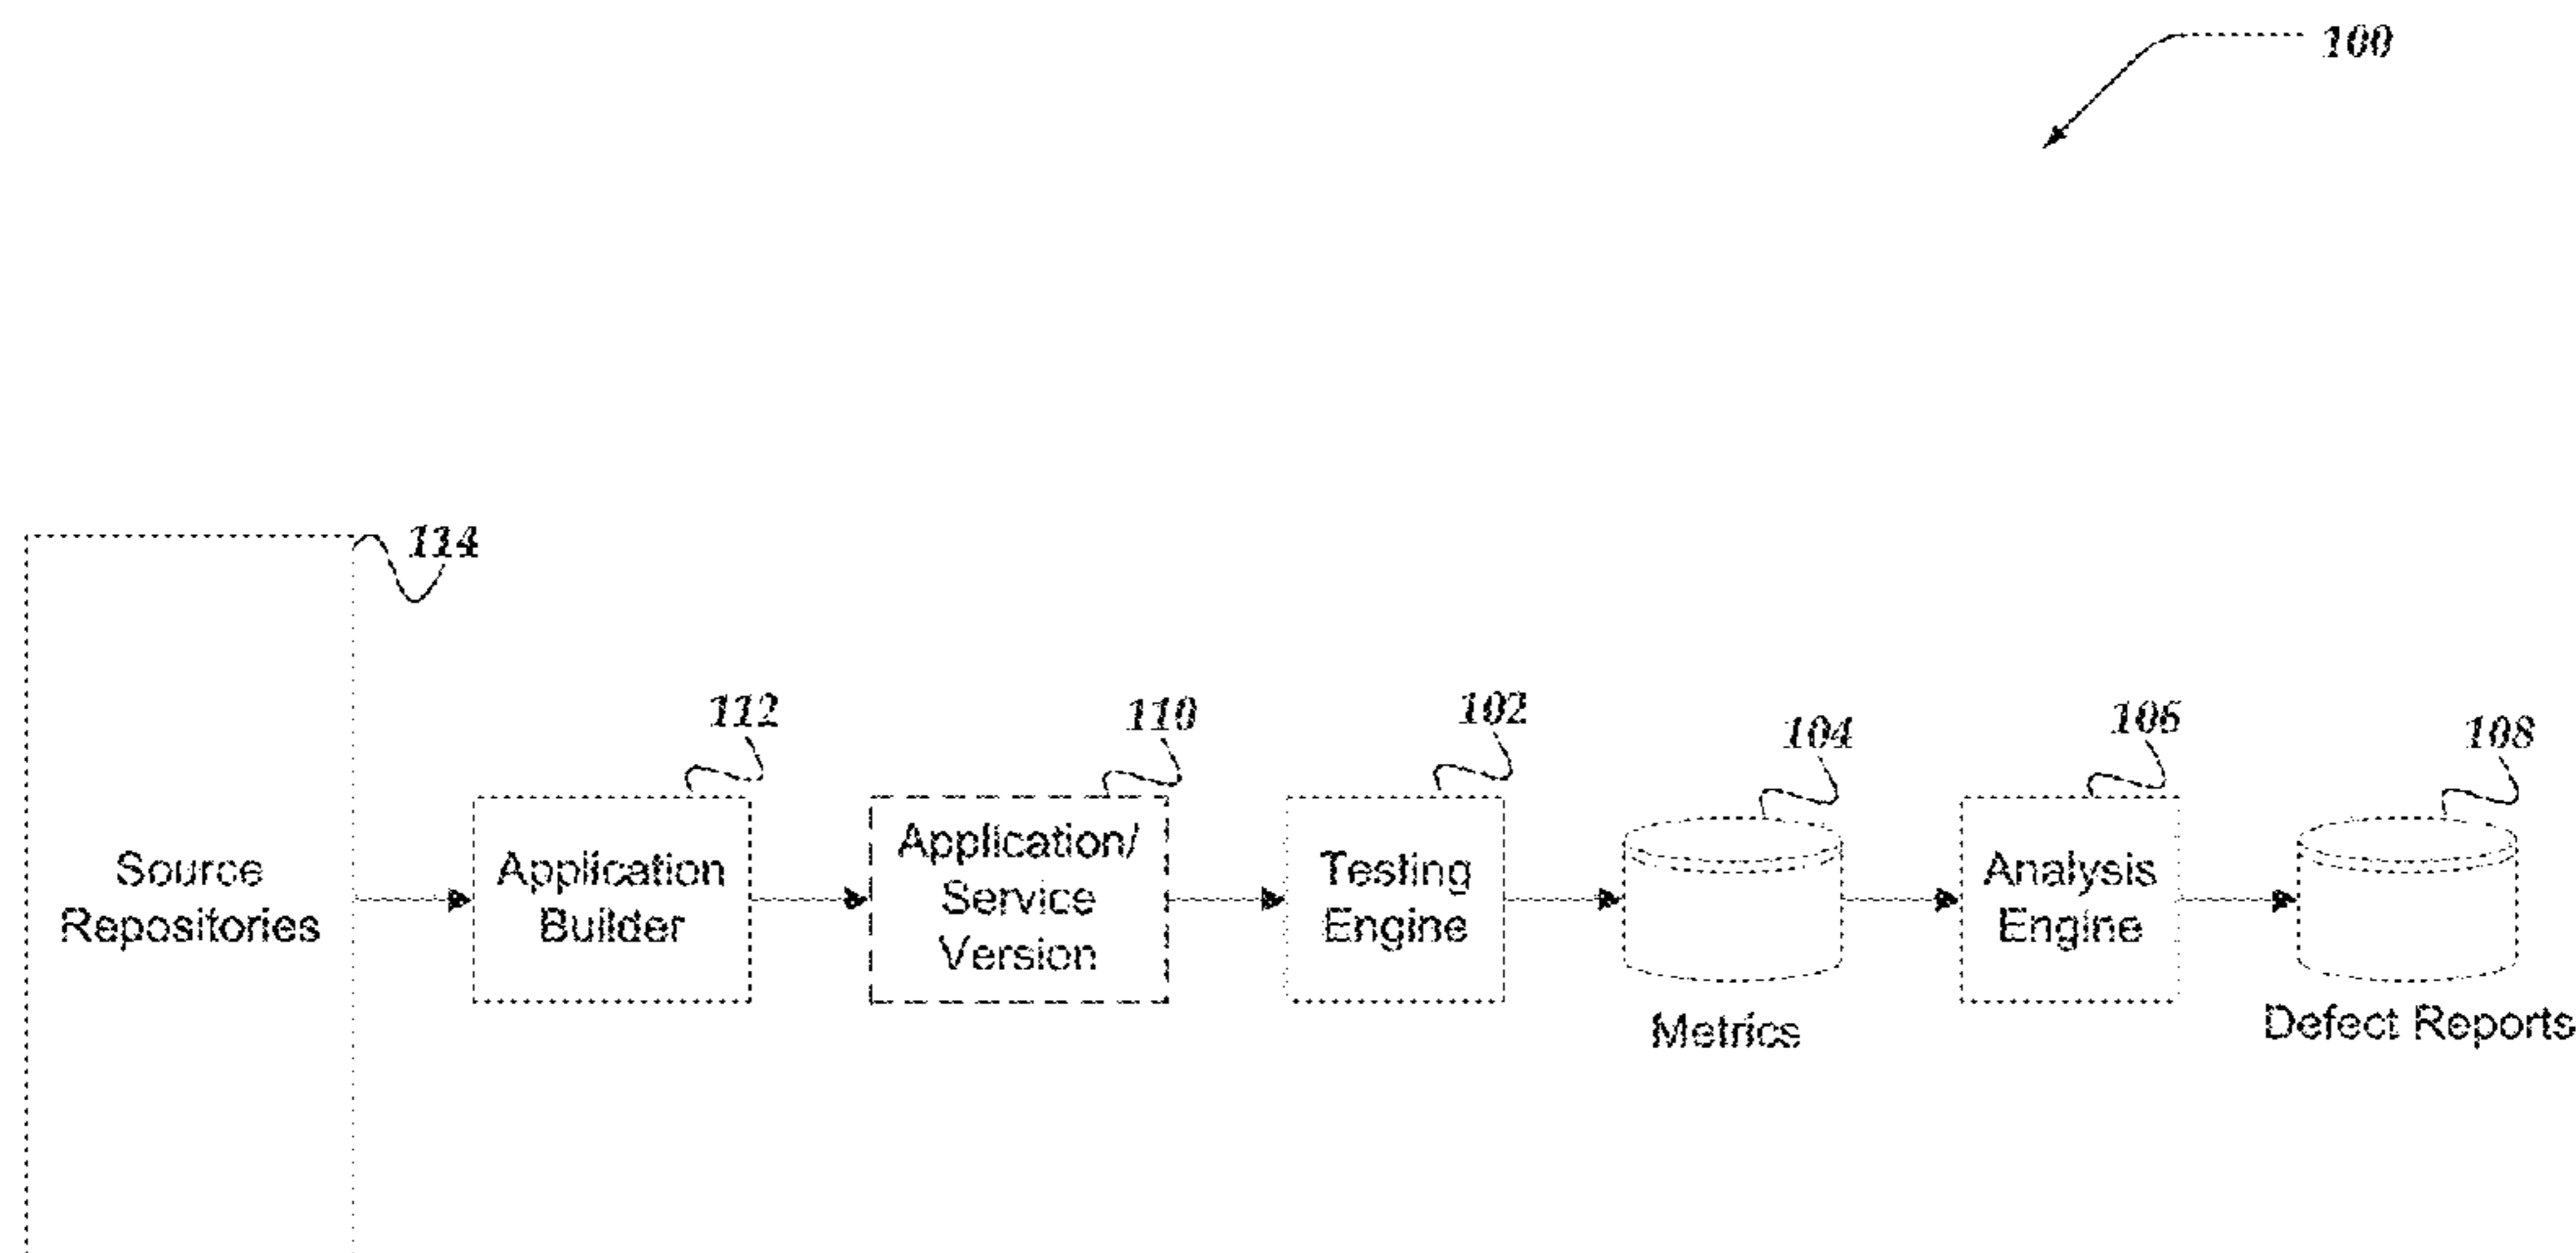 100
114
112
110
102
104
106
108
Source
Repositories
Application
Builder
Application/
Service
Version
Testing
Engine
Metrics
Analysis
Engine
Defect Reports